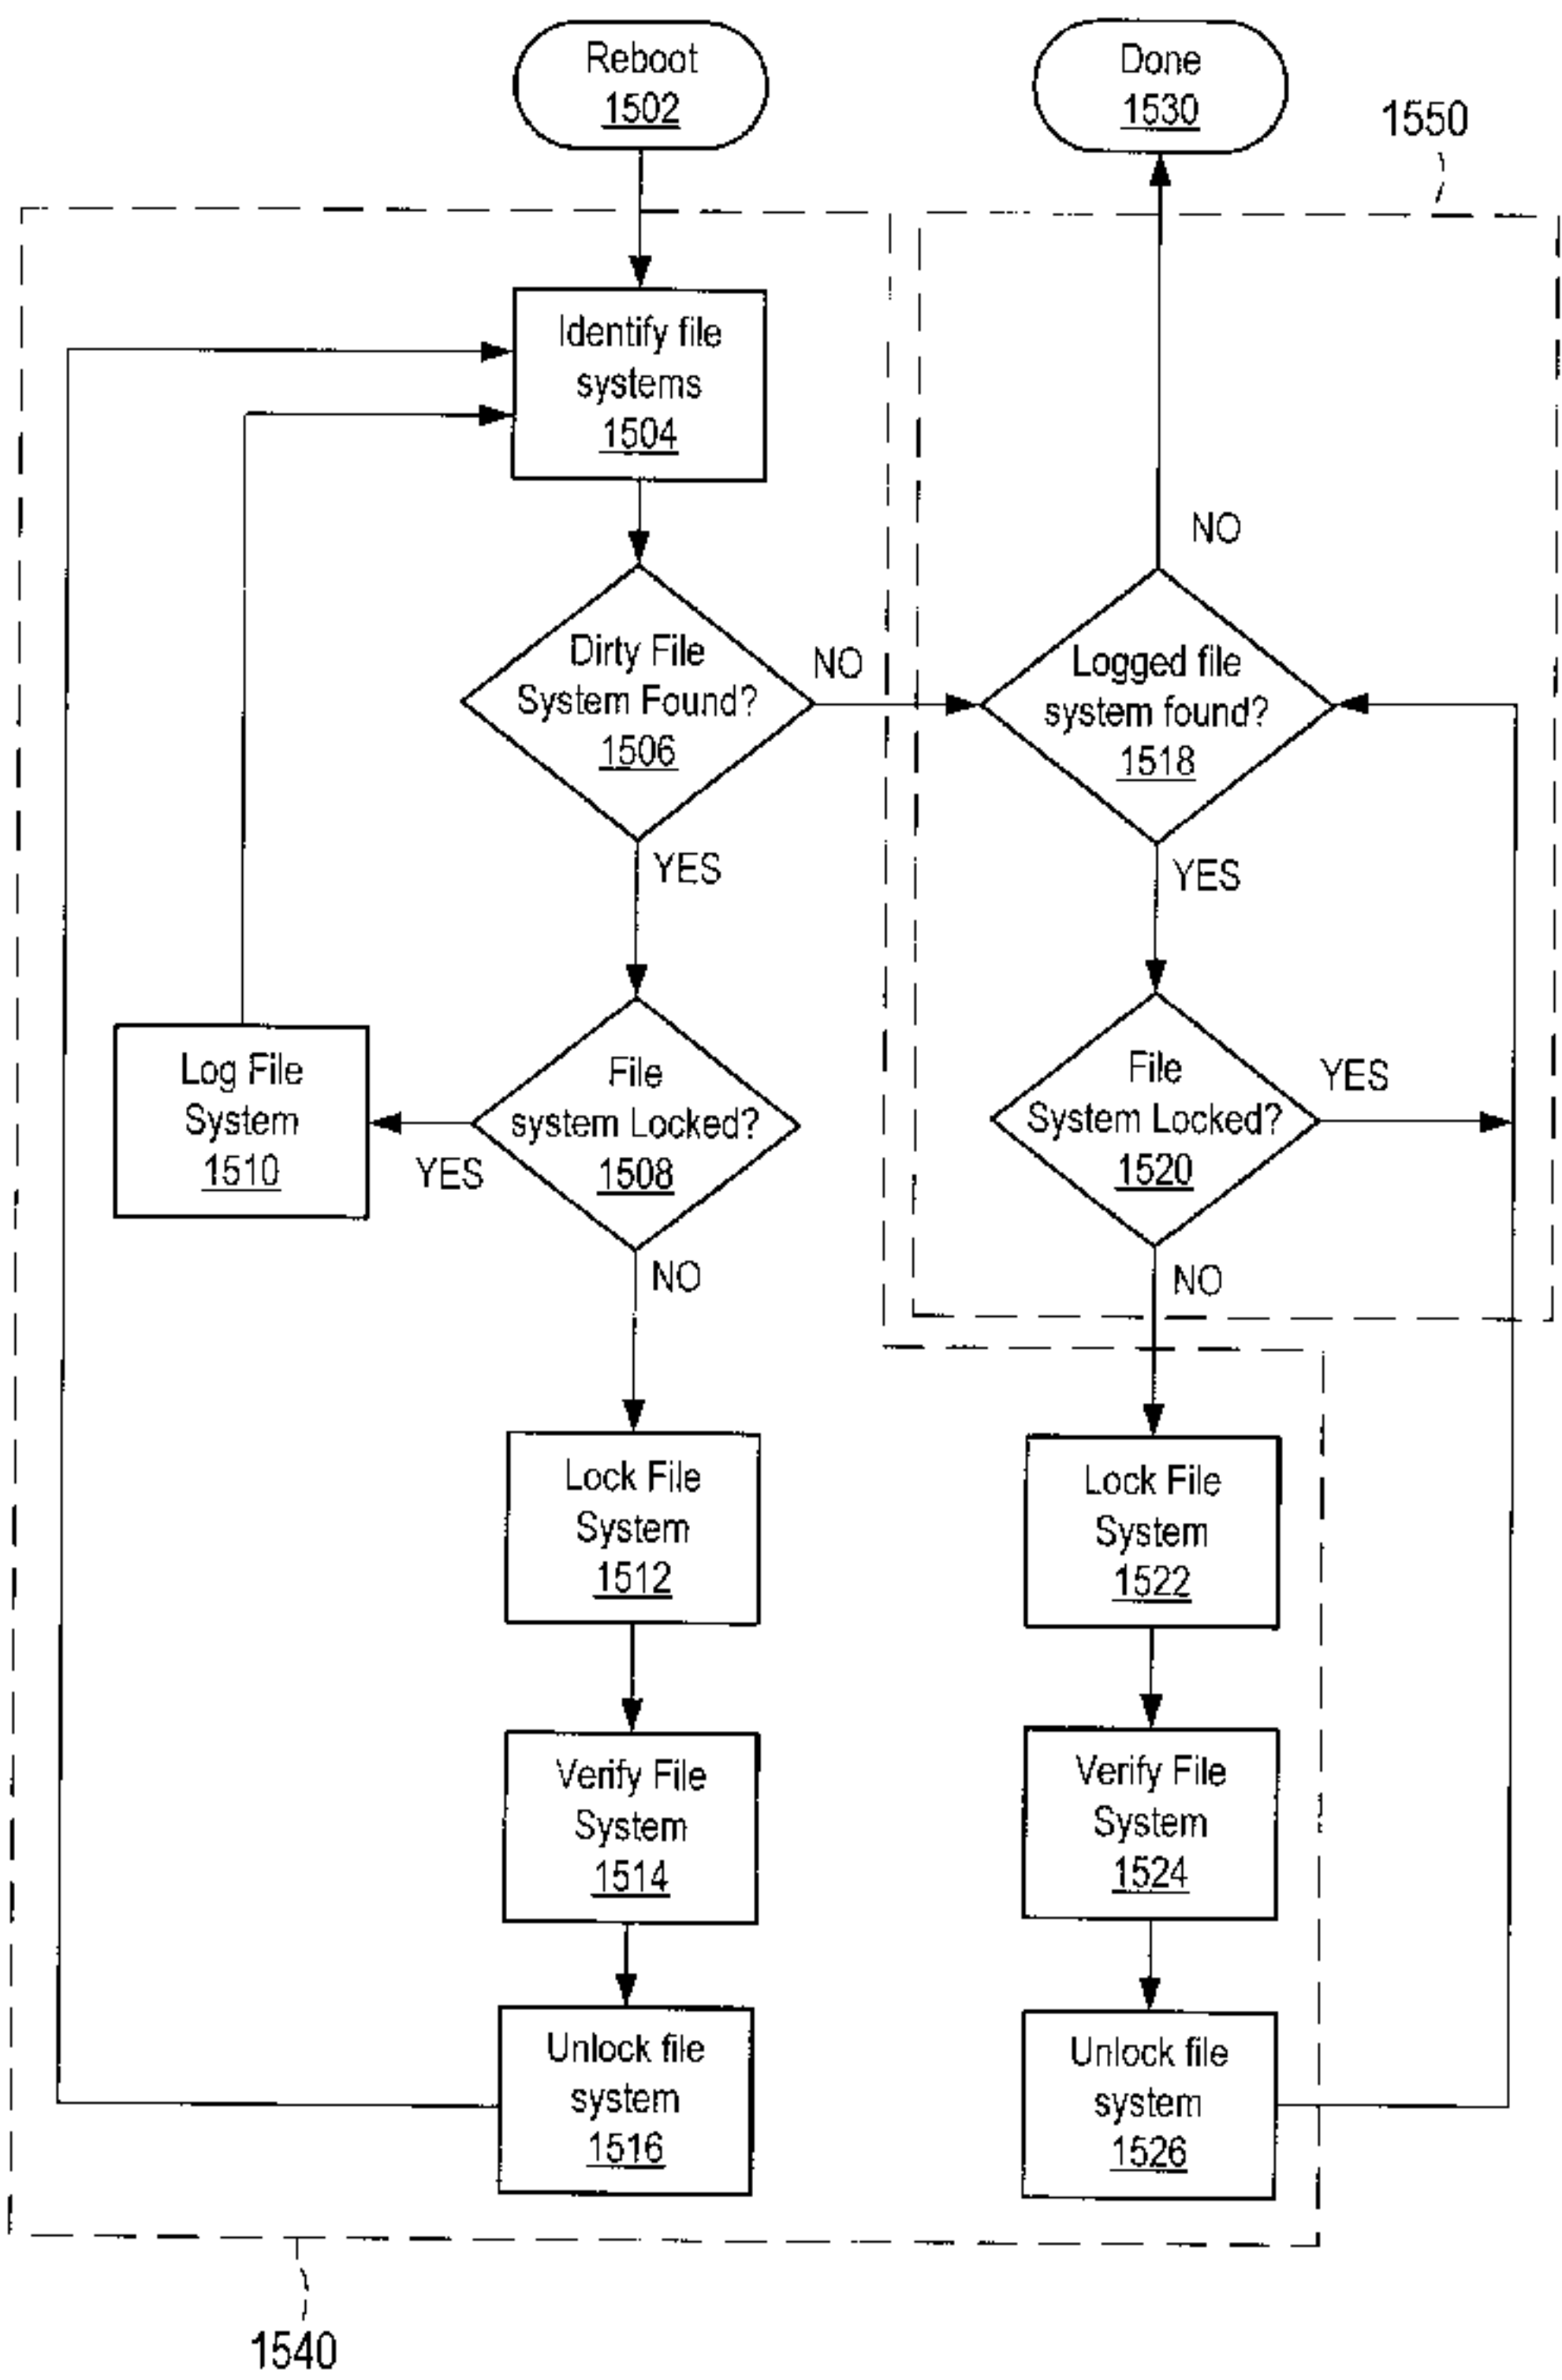 Reboot
1502
Done
1530
1550
Identify file
systems
1504
NO
Dirty File
System Found?
1506
NO
Logged file
system found?
1518
YES
YES
Log File
System
1510
YES
File
system Locked?
1508
File
System Locked?
1520
YES
NO
NO
Lock File
System
1512
Lock File
System
1522
Verify File
System
1514
Verify File
System
1524
Unlock file
system
1516
Unlock file
system
1526
1540